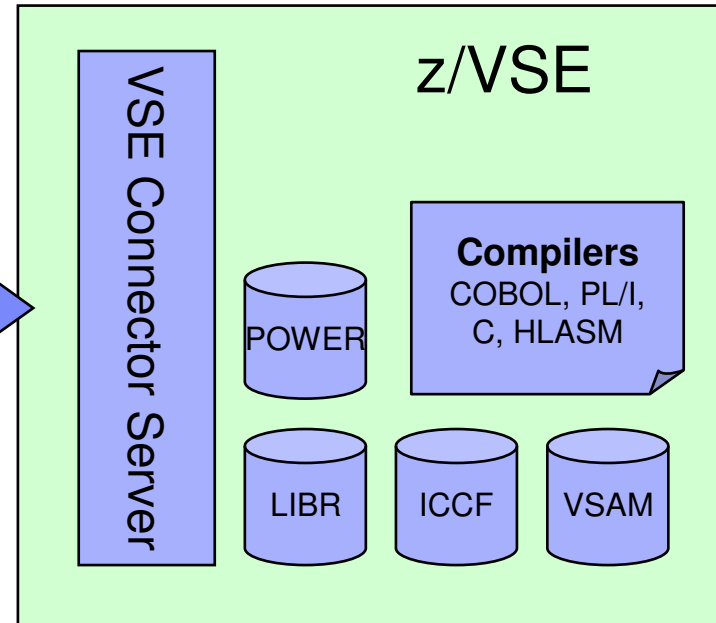 z/VSE
VSE Connector Server
Compilers
COBOL, PL/I,
C, HLASM
POWER
LIBR
ICCF
VSAM